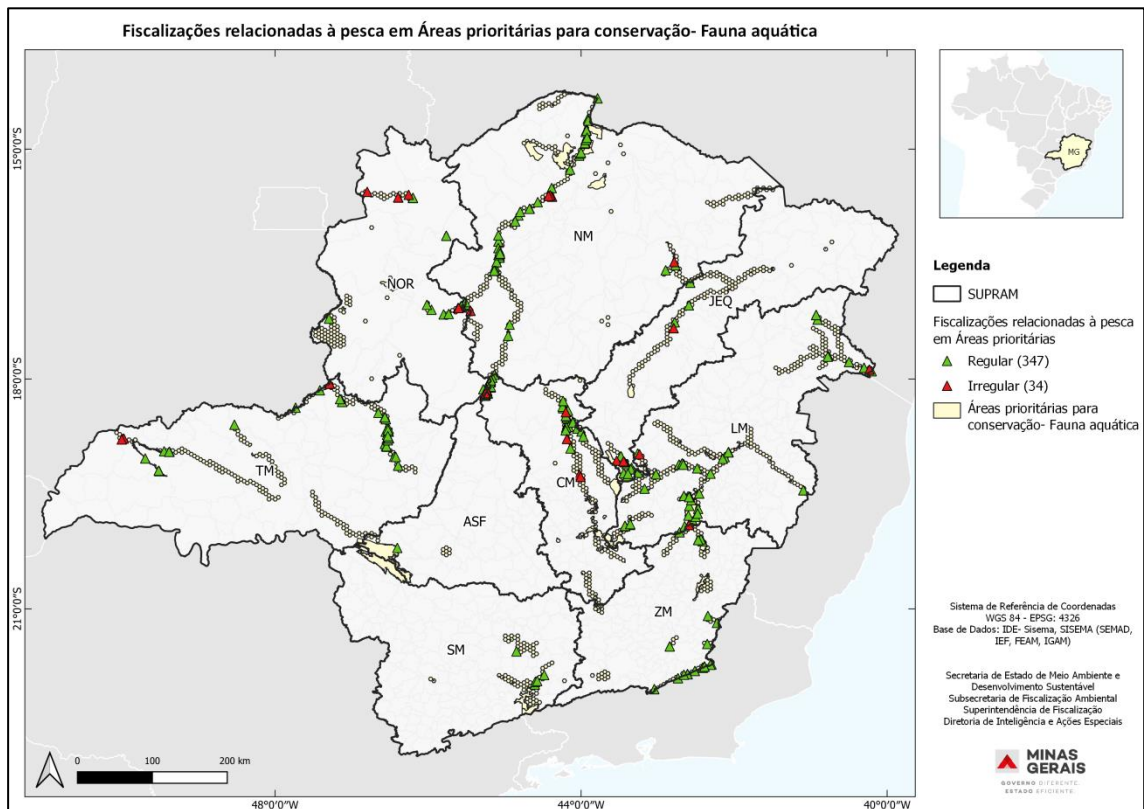 Fiscalizações relacionadas à pesca em Áreas prioritárias para conservação- Fauna aquática
48°0'0"W
44°0'0"W
40°0'0"W
15°0'0"S
18°0'0"S
21°0'0"S
NM
NOR
JEQ
LM
TM
CM
ASF
ZM
SM
0
100
200 km
MG
Legenda
SUPRAM
Fiscalizações relacionadas à pesca
em Áreas prioritárias
Regular (347)
Irregular (34)
Áreas prioritárias para
conservação- Fauna aquática
Sistema de Referência de Coordenadas
WGS 84 - EPSG: 4326
Base de Dados: IDE- Sisema, SISEMA (SEMAD,
IEF, FEAM, IGAM)
Secretaria de Estado de Meio Ambiente e
Desenvolvimento Sustentável
Subsecretaria de Fiscalização Ambiental
Superintendência de Fiscalização
Diretoria de Inteligência e Ações Especiais
MINAS
GERAIS
GOVERNO DIFERENTE.
ESTADO EFICIENTE.